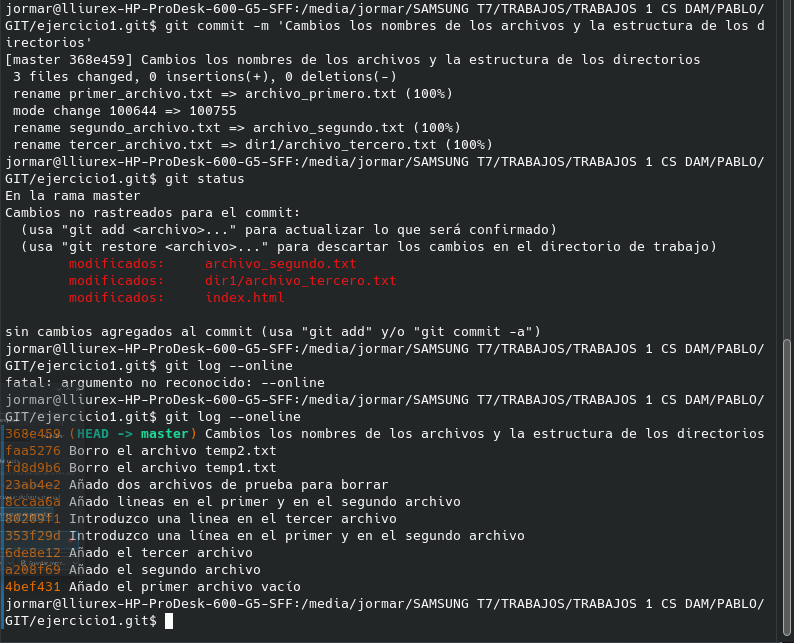 jormar@lliurex-HP-ProDesk-600-G5-SFF:/media/jormar/SAMSUNG T7/TRABAJOS/TRABAJOS 1 CS DAM/PABLO/
GIT/ejercicio1.git$ git commit -m 'Cambios los nombres de los archivos y la estructura de los d
irectorios'
[master 368e459] Cambios los nombres de los archivos y la estructura de los directorios
 3 files changed, 0 insertions(+), 0 deletions(-)
 rename primer_archivo.txt => archivo_primero.txt (100%)
 mode change 100644 => 100755
 rename segundo_archivo.txt => archivo_segundo.txt (100%)
 rename tercer_archivo.txt => dir1/archivo_tercero.txt (100%)
jormar@lliurex-HP-ProDesk-600-G5-SFF:/media/jormar/SAMSUNG T7/TRABAJOS/TRABAJOS 1 CS DAM/PABLO/
GIT/ejercicio1.git$ git status
En la rama master
Cambios no rastreados para el commit:
  (usa "git add <archivo>..." para actualizar lo que será confirmado)
  (usa "git restore <archivo>..." para descartar los cambios en el directorio de trabajo)
        modificados:     archivo_segundo.txt
        modificados:     dir1/archivo_tercero.txt
        modificados:     index.html

sin cambios agregados al commit (usa "git add" y/o "git commit -a")
jormar@lliurex-HP-ProDesk-600-G5-SFF:/media/jormar/SAMSUNG T7/TRABAJOS/TRABAJOS 1 CS DAM/PABLO/
GIT/ejercicio1.git$ git log --online
fatal: argumento no reconocido: --online
jormar@lliurex-HP-ProDesk-600-G5-SFF:/media/jormar/SAMSUNG T7/TRABAJOS/TRABAJOS 1 CS DAM/PABLO/
GIT/ejercicio1.git$ git log --oneline
368e459 (HEAD -> master) Cambios los nombres de los archivos y la estructura de los directorios
faa5276 Borro el archivo temp2.txt
fd8d9b6 Borro el archivo temp1.txt
23ab4e2 Añado dos archivos de prueba para borrar
8ccaa6a Añado lineas en el primer y en el segundo archivo
80209f1 Introduzco una linea en el tercer archivo
353f29d Introduzco una línea en el primer y en el segundo archivo
6de8e12 Añado el tercer archivo
a208f69 Añado el segundo archivo
4bef431 Añado el primer archivo vacío
jormar@lliurex-HP-ProDesk-600-G5-SFF:/media/jormar/SAMSUNG T7/TRABAJOS/TRABAJOS 1 CS DAM/PABLO/
GIT/ejercicio1.git$